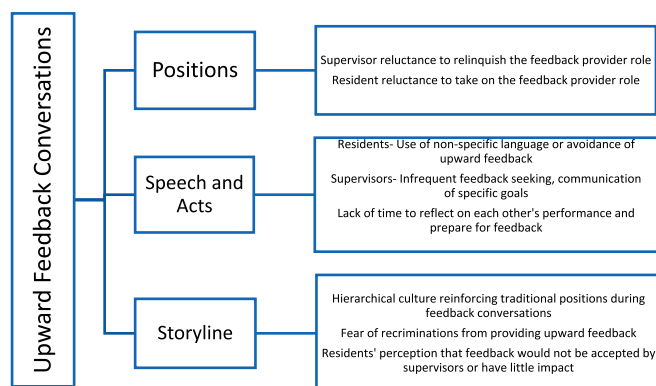 Upward Feedback Conversations
Positions
Supervisor reluctance to relinquish the feedback provider role
Resident reluctance to take on the feedback provider role
Speech and
Acts
Residents- Use of non-specific language or avoidance of
upward feedback
Supervisors- Infrequent feedback seeking, communication
of specific goals
Lack of time to reflect on each other's performance and
prepare for feedback
Storyline
Hierarchical culture reinforcing traditional positions during
feedback conversations
Fear of recriminations from providing upward feedback
Residents' perception that feedback would not be accepted by
supervisors or have little impact